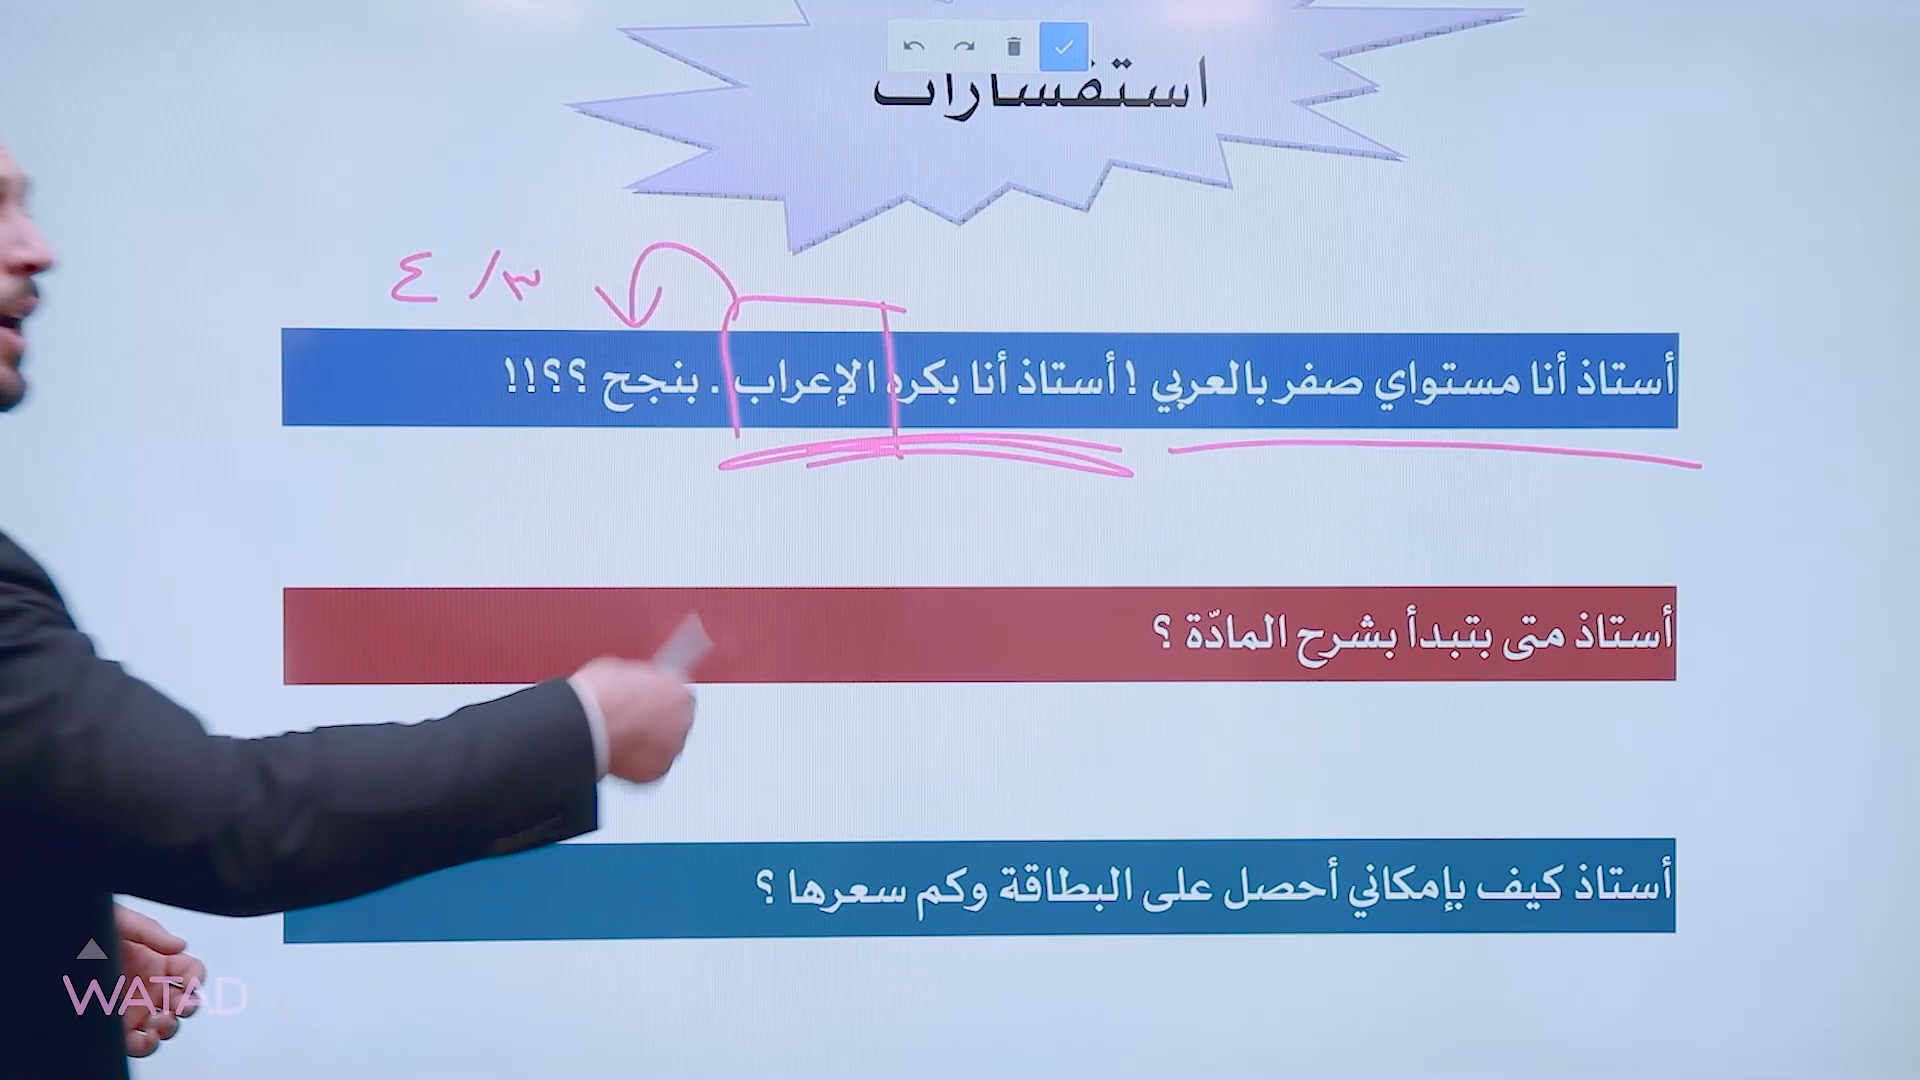 استفسارات
٣/ ٤
أستاذ أنا مستواي صفر بالعربي ! أستاذ أنا بكره الإعراب . بنجح ؟؟!!
أستاذ متى بتبدأ بشرح المادّة ؟
أستاذ كيف بإمكاني أحصل على البطاقة وكم سعرها ؟
WATAD